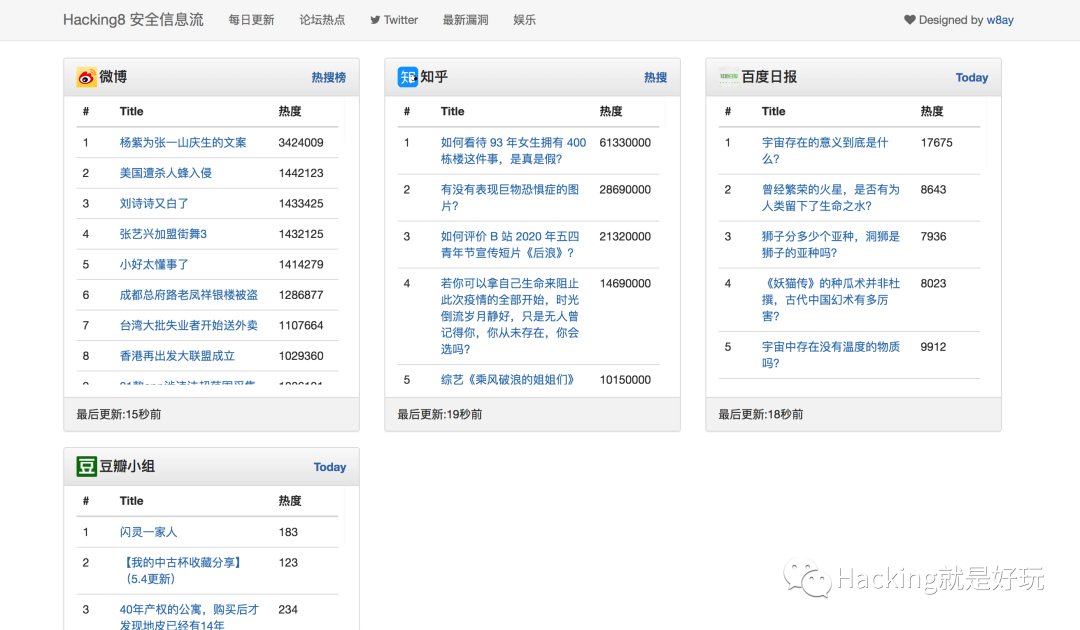 Hacking8 安全信息流 每日更新 论坛热点 Twitter 最新漏洞 娱乐 Designed by w8ay
微博 热搜榜
# Title 热度
1 杨紫为张一山庆生的文案 3424009
2 美国遭杀人蜂入侵 1442123
3 刘诗诗又白了 1433425
4 张艺兴加盟街舞3 1432125
5 小好太懂事了 1414279
6 成都总府路老凤祥银楼被盗 1286877
7 台湾大批失业者开始送外卖 1107664
8 香港再出发大联盟成立 1029360
最后更新:15秒前
知乎 热搜
# Title 热度
1 如何看待 93 年女生拥有 400 61330000
栋楼这件事，是真是假？
2 有没有表现巨物恐惧症的图 28690000
片？
3 如何评价 B 站 2020 年五四 21320000
青年节宣传短片《后浪》？
4 若你可以拿自己生命来阻止 14690000
此次疫情的全部开始，时光
倒流岁月静好，只是无人曾
记得你，你从未存在，你会
选吗？
5 综艺《乘风破浪的姐姐们》 10150000
最后更新:19秒前
百度日报 Today
# Title 热度
1 宇宙存在的意义到底是什 17675
么？
2 曾经繁荣的火星，是否有为 8643
人类留下了生命之水？
3 狮子分多少个亚种，洞狮是 7936
狮子的亚种吗？
4 《妖猫传》的种瓜术并非杜 8023
撰，古代中国幻术有多厉
害？
5 宇宙中存在没有温度的物质 9912
吗？
最后更新:18秒前
豆瓣小组 Today
# Title 热度
1 闪灵一家人 183
2 【我的中古杯收藏分享】 123
（5.4更新）
3 40年产权的公寓，购买后才 234
发现地皮已经有14年
Hacking就是好玩